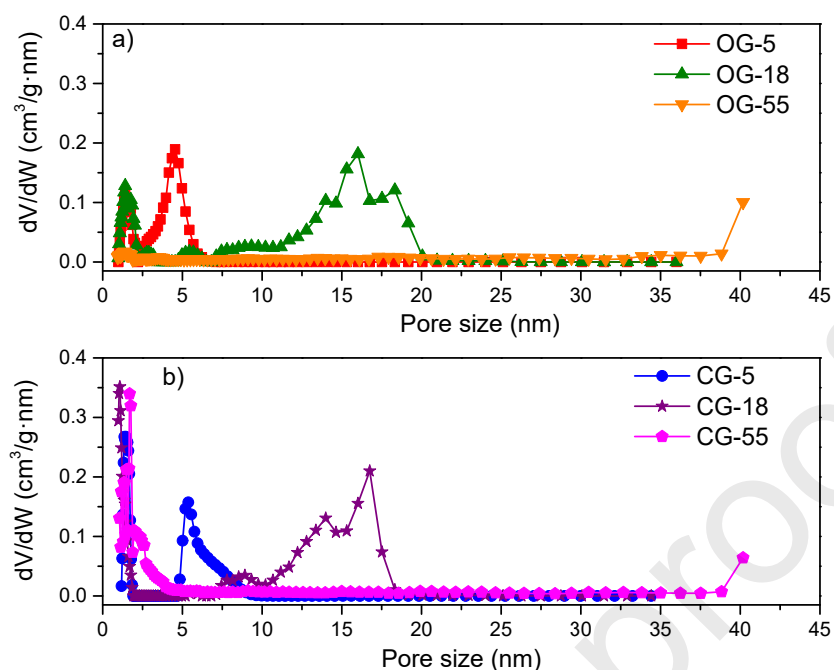 a)
OG-5
OG-18
OG-55
0.4
0.3
0.2
0.1
0.0
dV/dW (cm³/g·nm)
0 5 10 15 20 25 30 35 40 45
Pore size (nm)
b)
CG-5
CG-18
CG-55
0.4
0.3
0.2
0.1
0.0
dV/dW (cm³/g·nm)
0 5 10 15 20 25 30 35 40 45
Pore size (nm)
proo